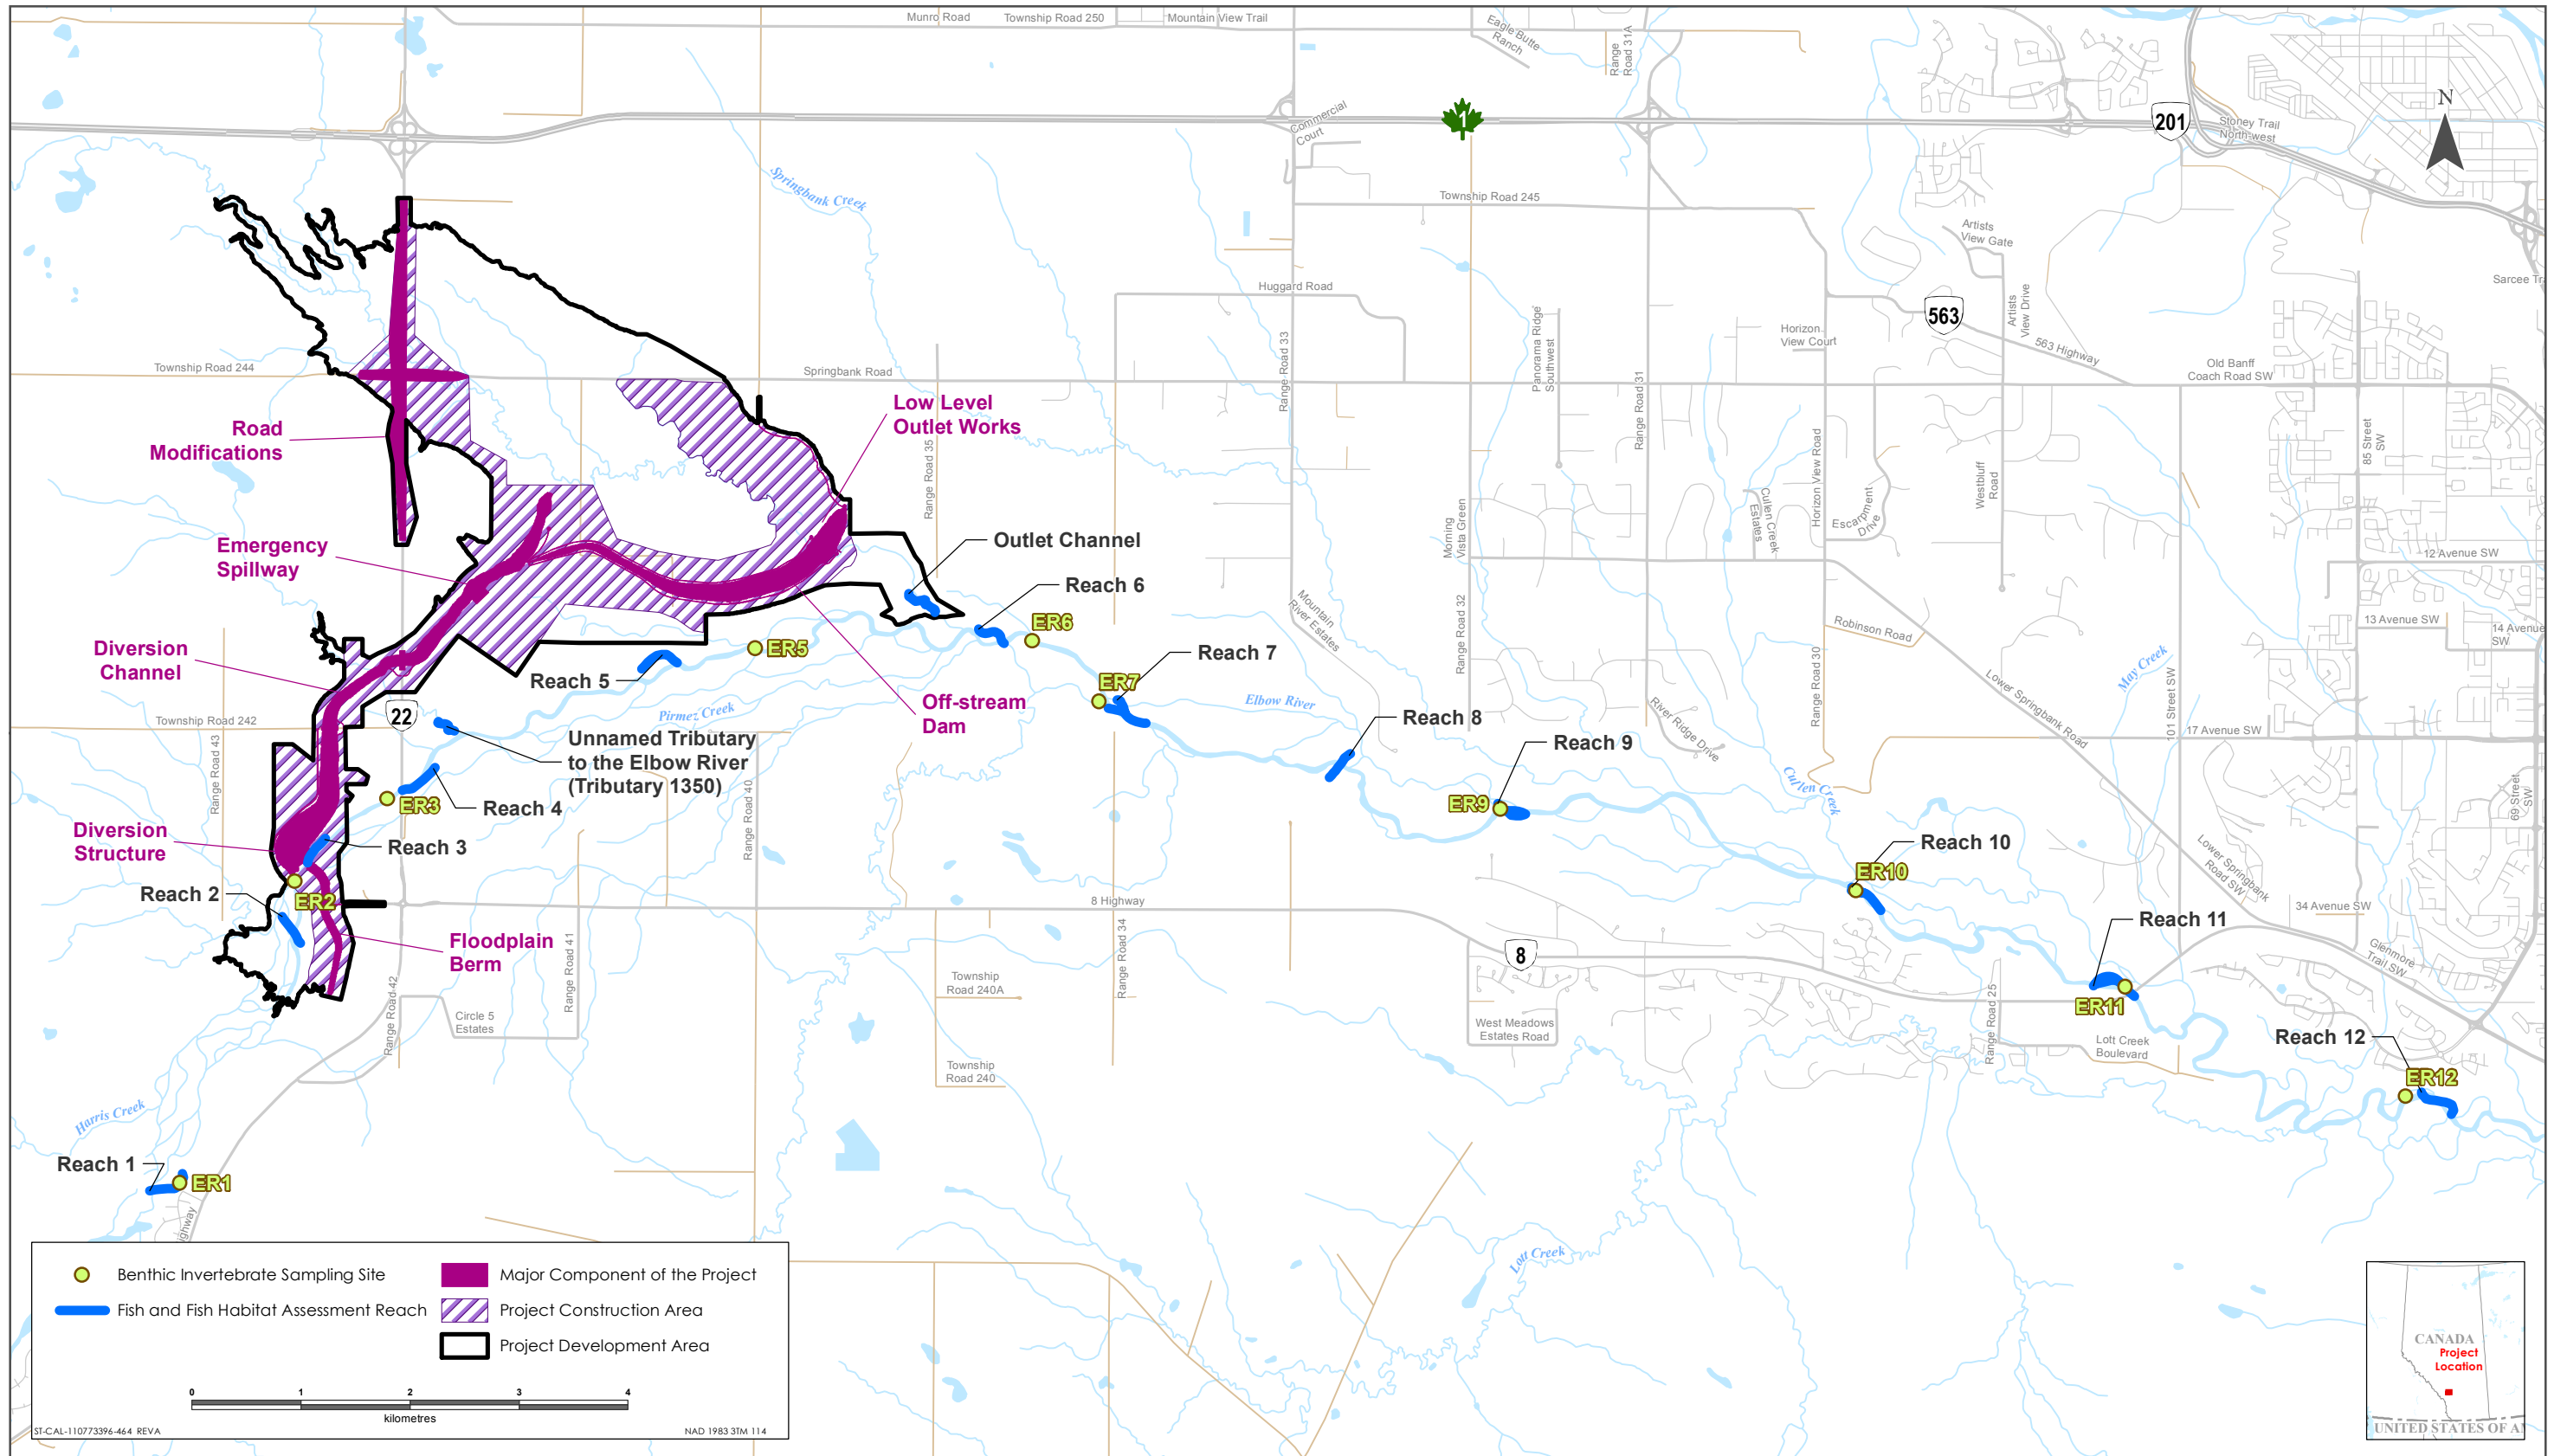 Munro Road
Township Road 250
Mountain View Trail
Eagle Butte
Ranch
Range
Road 31A
N
1
201
Stoney Trail
North-west
Commercial
Court
Springbank Creek
Township Road 245
Artists
View Gate
Sarcee Tr
Huggard Road
563
Artists
View Drive
563 Highway
Horizon
View Court
Panorama Ridge
Southwest
Range Road 33
Township Road 244
Springbank Road
Old Banff
Coach Road SW
Range Road 31
Low Level
Outlet Works
Road
Modifications
Range Road 35
85 Street
SW
Horizon View Road
Westbluff
Road
Cullen Creek
Estates
Escarpment
Drive
Morning
Vista Green
Emergency
Spillway
Outlet Channel
12 Avenue SW
Reach 6
Mountain
River Estates
Range Road 32
ER6
Robinson Road
13 Avenue SW
14 Avenue
SW
ER5
Diversion
Channel
Reach 7
Reach 5
May Creek
Range Road 30
ER7
Elbow River
Off-stream
Dam
Pirmez Creek
22
Township Road 242
Reach 8
River Ridge Drive
Lower Springbank Road
101 Street SW
17 Avenue SW
Unnamed Tributary
to the Elbow River
(Tributary 1350)
Reach 9
Range Road 43
Cullen Creek
ER3
Reach 4
ER9
69 Street
SW
Range Road 40
Diversion
Structure
Reach 3
Reach 10
ER10
Lower Springbank
Road SW
Reach 2
ER2
8 Highway
34 Avenue SW
Reach 11
Floodplain
Berm
8
Glenmore
Trail SW
Range Road 41
Range Road 34
Township
Road 240A
Range Road 42
Circle 5
Estates
ER11
West Meadows
Estates Road
Range Road 25
Lott Creek
Boulevard
Reach 12
Township
Road 240
ER12
Harris Creek
Reach 1
ER1
ighway
Lott Creek
Benthic Invertebrate Sampling Site
Fish and Fish Habitat Assessment Reach
Major Component of the Project
Project Construction Area
Project Development Area
0 1 2 3 4
kilometres
ST-CAL-110773396-464 REVA
NAD 1983 3TM 114
CANADA
Project
Location
UNITED STATES OF A